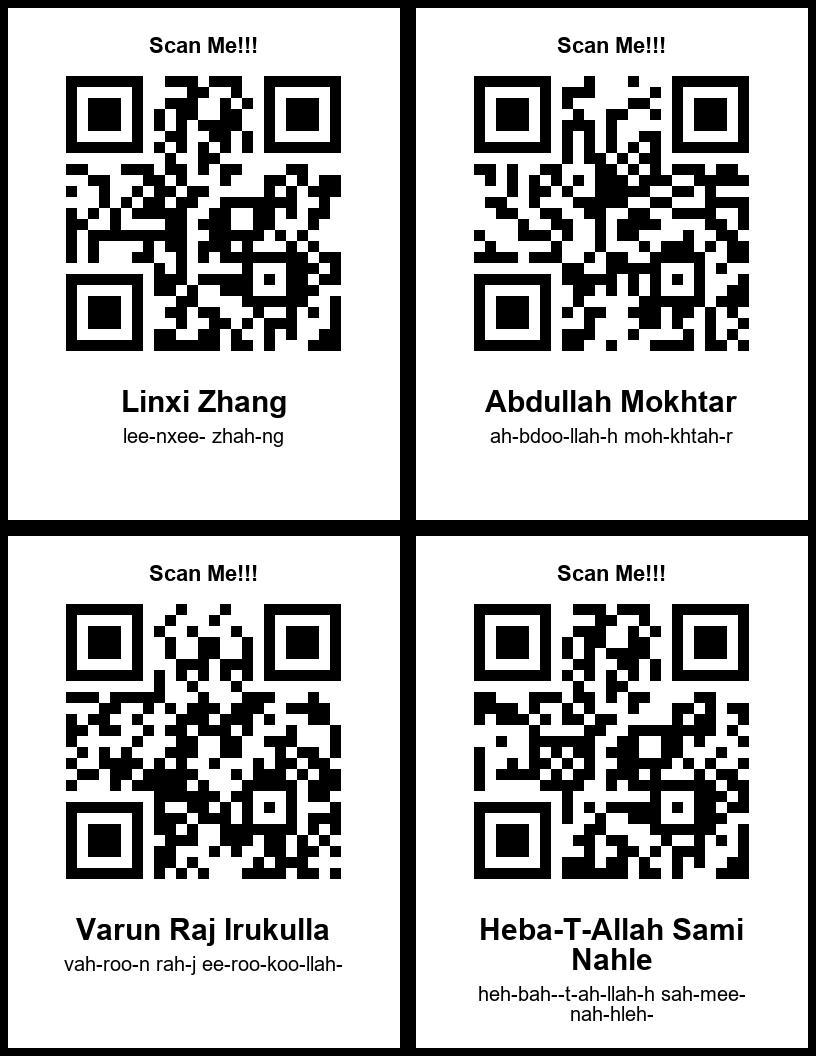 Scan Me!!!
Linxi Zhang
lee-nxee- zhah-ng
Scan Me!!!
Abdullah Mokhtar
ah-bdoo-llah-h moh-khtah-r
Scan Me!!!
Varun Raj Irukulla
vah-roo-n rah-j ee-roo-koo-llah-
Scan Me!!!
Heba-T-Allah Sami
Nahle
heh-bah--t-ah-llah-h sah-mee-
nah-hleh-